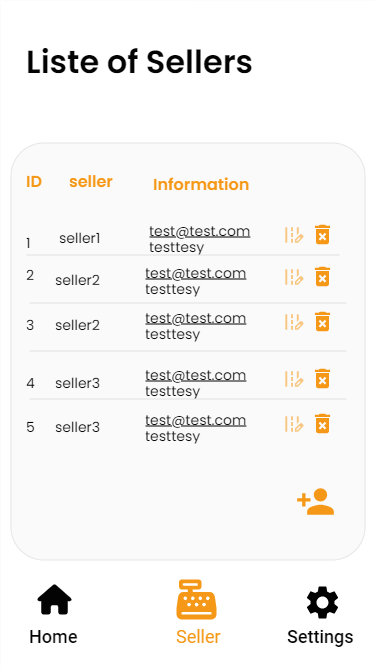 Liste of Sellers
ID seller Information
1 seller1 test@test.com
testtesy
2 seller2 test@test.com
testtesy
3 seller2 test@test.com
testtesy
4 seller3 test@test.com
testtesy
5 seller3 test@test.com
testtesy
Home Seller Settings